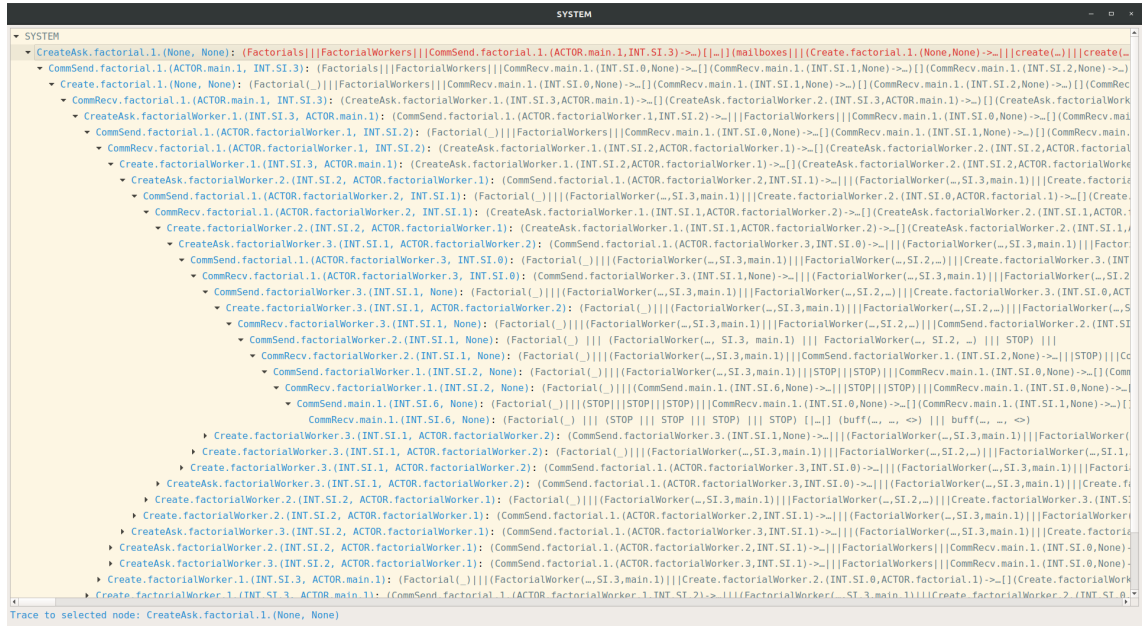 SYSTEM
SYSTEM
CreateAsk.factorial.1.(None, None): (Factorials|||FactorialWorkers|||CommSend.factorial.1.(ACTOR.main.1,INT.SI.3)->…)[|…|](mailboxes|||(Create.factorial.1.(None,None)->…|||create(…)|||create(…
CommSend.factorial.1.(ACTOR.main.1, INT.SI.3): (Factorials|||FactorialWorkers|||CommRecv.main.1.(INT.SI.0,None)->…[](CommRecv.main.1.(INT.SI.1,None)->…)[](CommRecv.main.1.(INT.SI.2,None)->…)
Create.factorial.1.(None, None): (Factorial(_)|||FactorialWorkers|||CommRecv.main.1.(INT.SI.0,None)->…[](CommRecv.main.1.(INT.SI.1,None)->…)[](CommRecv.main.1.(INT.SI.2,None)->…)[](CommRec
CommRecv.factorial.1.(ACTOR.main.1, INT.SI.3): (CreateAsk.factorialWorker.1.(INT.SI.3,ACTOR.main.1)->…[](CreateAsk.factorialWorker.2.(INT.SI.3,ACTOR.main.1)->…)[](CreateAsk.factorialWork
CreateAsk.factorialWorker.1.(INT.SI.3, ACTOR.main.1): (CommSend.factorial.1.(ACTOR.factorialWorker.1,INT.SI.2)->…|||FactorialWorkers|||CommRecv.main.1.(INT.SI.0,None)->…[](CommRecv.mai
CommSend.factorial.1.(ACTOR.factorialWorker.1, INT.SI.2): (Factorial(_)|||FactorialWorkers|||CommRecv.main.1.(INT.SI.0,None)->…[](CommRecv.main.1.(INT.SI.1,None)->…)[](CommRecv.main.
CommRecv.factorial.1.(ACTOR.factorialWorker.1, INT.SI.2): (CreateAsk.factorialWorker.1.(INT.SI.2,ACTOR.factorialWorker.1)->…[](CreateAsk.factorialWorker.2.(INT.SI.2,ACTOR.factorial
Create.factorialWorker.1.(INT.SI.3, ACTOR.main.1): (CreateAsk.factorialWorker.1.(INT.SI.2,ACTOR.factorialWorker.1)->…[](CreateAsk.factorialWorker.2.(INT.SI.2,ACTOR.factorialWorke
CreateAsk.factorialWorker.2.(INT.SI.2, ACTOR.factorialWorker.1): (CommSend.factorial.1.(ACTOR.factorialWorker.2,INT.SI.1)->…|||(FactorialWorker(…,SI.3,main.1)|||Create.factoria
CommSend.factorial.1.(ACTOR.factorialWorker.2, INT.SI.1): (Factorial(_)|||(FactorialWorker(…,SI.3,main.1)|||Create.factorialWorker.2.(INT.SI.0,ACTOR.factorial.1)->…[](Create.
CommRecv.factorial.1.(ACTOR.factorialWorker.2, INT.SI.1): (CreateAsk.factorialWorker.1.(INT.SI.1,ACTOR.factorialWorker.2)->…[](CreateAsk.factorialWorker.2.(INT.SI.1,ACTOR.
Create.factorialWorker.2.(INT.SI.2, ACTOR.factorialWorker.1): (CreateAsk.factorialWorker.1.(INT.SI.1,ACTOR.factorialWorker.2)->…[](CreateAsk.factorialWorker.2.(INT.SI.1,
CreateAsk.factorialWorker.3.(INT.SI.1, ACTOR.factorialWorker.2): (CommSend.factorial.1.(ACTOR.factorialWorker.3,INT.SI.0)->…|||(FactorialWorker(…,SI.3,main.1)|||Factor
CommSend.factorial.1.(ACTOR.factorialWorker.3, INT.SI.0): (Factorial(_)|||(FactorialWorker(…,SI.3,main.1)|||FactorialWorker(…,SI.2,…)|||Create.factorialWorker.3.(INT
CommRecv.factorial.1.(ACTOR.factorialWorker.3, INT.SI.0): (CommSend.factorialWorker.3.(INT.SI.1,None)->…|||(FactorialWorker(…,SI.3,main.1)|||FactorialWorker(…,SI.2
CommSend.factorialWorker.3.(INT.SI.1, None): (Factorial(_)|||(FactorialWorker(…,SI.3,main.1)|||FactorialWorker(…,SI.2,…)|||Create.factorialWorker.3.(INT.SI.0,ACT
Create.factorialWorker.3.(INT.SI.1, ACTOR.factorialWorker.2): (Factorial(_)|||(FactorialWorker(…,SI.3,main.1)|||FactorialWorker(…,SI.2,…)|||FactorialWorker(…,S
CommRecv.factorialWorker.3.(INT.SI.1, None): (Factorial(_)|||(FactorialWorker(…,SI.3,main.1)|||FactorialWorker(…,SI.2,…)|||CommSend.factorialWorker.2.(INT.SI
CommSend.factorialWorker.2.(INT.SI.1, None): (Factorial(_) ||| (FactorialWorker(…, SI.3, main.1) ||| FactorialWorker(…, SI.2, …) ||| STOP) |||
CommRecv.factorialWorker.2.(INT.SI.1, None): (Factorial(_)|||(FactorialWorker(…,SI.3,main.1)|||CommSend.factorialWorker.1.(INT.SI.2,None)->…|||STOP)|||Co
CommSend.factorialWorker.1.(INT.SI.2, None): (Factorial(_)|||(FactorialWorker(…,SI.3,main.1)|||STOP|||STOP)|||CommRecv.main.1.(INT.SI.0,None)->…[](Comm
CommRecv.factorialWorker.1.(INT.SI.2, None): (Factorial(_)|||(CommSend.main.1.(INT.SI.6,None)->…|||STOP|||STOP)|||CommRecv.main.1.(INT.SI.0,None)->…[
CommSend.main.1.(INT.SI.6, None): (Factorial(_)|||(STOP|||STOP|||STOP)|||CommRecv.main.1.(INT.SI.0,None)->…[](CommRecv.main.1.(INT.SI.1,None)->…)[
CommRecv.main.1.(INT.SI.6, None): (Factorial(_) ||| (STOP ||| STOP ||| STOP) ||| STOP) [|…|] (buff(…, …, <>) ||| buff(…, …, <>)
Create.factorialWorker.3.(INT.SI.1, ACTOR.factorialWorker.2): (CommSend.factorialWorker.3.(INT.SI.1,None)->…|||(FactorialWorker(…,SI.3,main.1)|||FactorialWorker(
Create.factorialWorker.3.(INT.SI.1, ACTOR.factorialWorker.2): (Factorial(_)|||(FactorialWorker(…,SI.3,main.1)|||FactorialWorker(…,SI.2,…)|||FactorialWorker(…,SI.1,
Create.factorialWorker.3.(INT.SI.1, ACTOR.factorialWorker.2): (CommSend.factorial.1.(ACTOR.factorialWorker.3,INT.SI.0)->…|||(FactorialWorker(…,SI.3,main.1)|||Factori
CreateAsk.factorialWorker.3.(INT.SI.1, ACTOR.factorialWorker.2): (CommSend.factorial.1.(ACTOR.factorialWorker.3,INT.SI.0)->…|||(FactorialWorker(…,SI.3,main.1)|||Create.fa
Create.factorialWorker.2.(INT.SI.2, ACTOR.factorialWorker.1): (Factorial(_)|||(FactorialWorker(…,SI.3,main.1)|||FactorialWorker(…,SI.2,…)|||Create.factorialWorker.3.(INT.SI
Create.factorialWorker.2.(INT.SI.2, ACTOR.factorialWorker.1): (CommSend.factorial.1.(ACTOR.factorialWorker.2,INT.SI.1)->…|||(FactorialWorker(…,SI.3,main.1)|||FactorialWorker(
CreateAsk.factorialWorker.3.(INT.SI.2, ACTOR.factorialWorker.1): (CommSend.factorial.1.(ACTOR.factorialWorker.3,INT.SI.1)->…|||(FactorialWorker(…,SI.3,main.1)|||Create.factoria
CreateAsk.factorialWorker.2.(INT.SI.2, ACTOR.factorialWorker.1): (CommSend.factorial.1.(ACTOR.factorialWorker.2,INT.SI.1)->…|||FactorialWorkers|||CommRecv.main.1.(INT.SI.0,None)-
CreateAsk.factorialWorker.3.(INT.SI.2, ACTOR.factorialWorker.1): (CommSend.factorial.1.(ACTOR.factorialWorker.3,INT.SI.1)->…|||FactorialWorkers|||CommRecv.main.1.(INT.SI.0,None)-
Create.factorialWorker.1.(INT.SI.3, ACTOR.main.1): (Factorial(_)|||(FactorialWorker(…,SI.3,main.1)|||Create.factorialWorker.2.(INT.SI.0,ACTOR.factorial.1)->…[](Create.factorialWork
Create.factorialWorker.1.(INT.SI.3, ACTOR.main.1): (CommSend.factorial.1.(ACTOR.factorialWorker.1,INT.SI.2)->…|||(FactorialWorker(…,SI.3,main.1)|||Create.factorialWorker.2.(INT.SI.0
Trace to selected node: CreateAsk.factorial.1.(None, None)